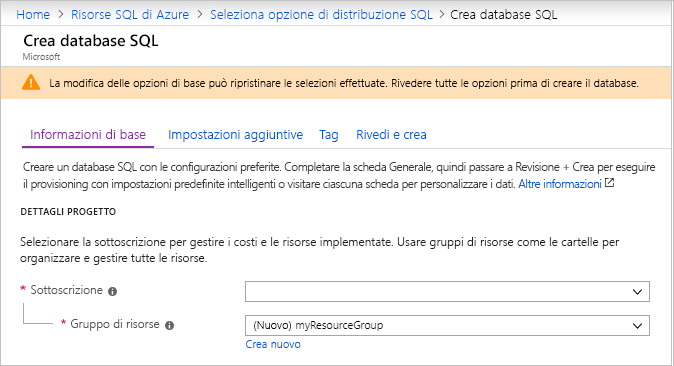 Home > Risorse SQL di Azure > Seleziona opzione di distribuzione SQL > Crea database SQL
Crea database SQL
Microsoft
La modifica delle opzioni di base può ripristinare le selezioni effettuate. Rivedere tutte le opzioni prima di creare il database.
Informazioni di base Impostazioni aggiuntive Tag Rivedi e crea
Creare un database SQL con le configurazioni preferite. Completare la scheda Generale, quindi passare a Revisione + Crea per eseguire
il provisioning con impostazioni predefinite intelligenti o visitare ciascuna scheda per personalizzare i dati. Altre informazioni
DETTAGLI PROGETTO
Selezionare la sottoscrizione per gestire i costi e le risorse implementate. Usare gruppi di risorse come le cartelle per
organizzare e gestire tutte le risorse.
* Sottoscrizione
* Gruppo di risorse (Nuovo) myResourceGroup
Crea nuovo